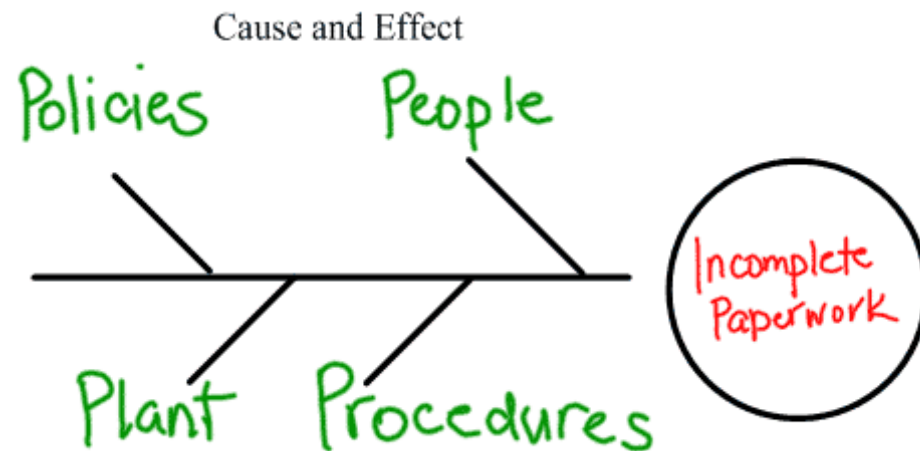 Cause and Effect
Policies
People
Incomplete
Paperwork
Plant
Procedures